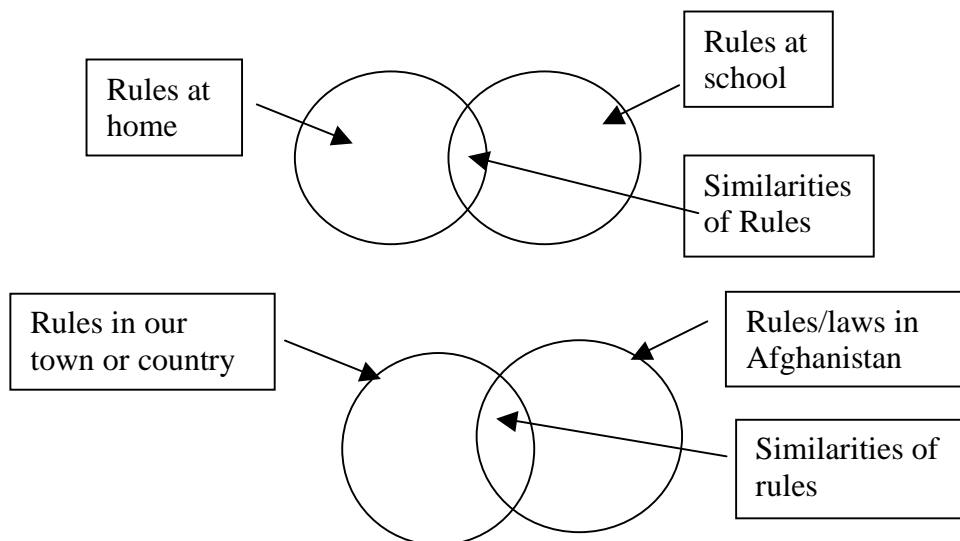 Rules at
home
Rules at
school
Similarities
of Rules
Rules in our
town or country
Rules/laws in
Afghanistan
Similarities of
rules